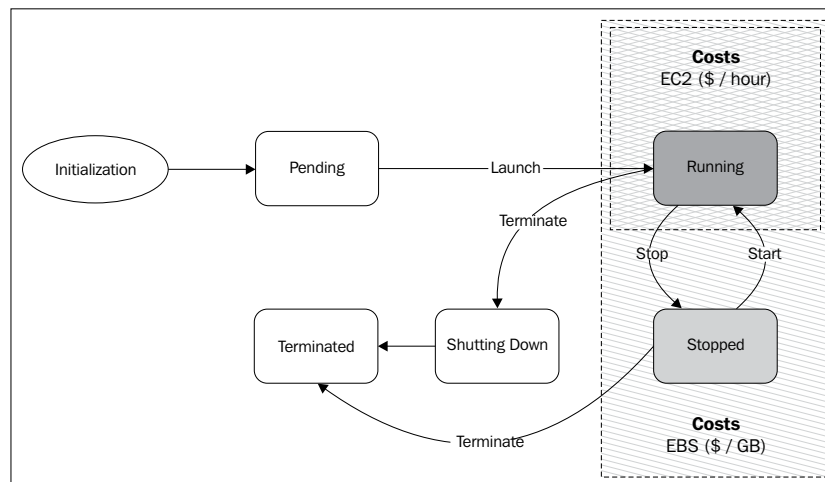 Costs
EC2 ($ / hour)
Initialization
Pending
Launch
Running
Terminate
Stop
Start
Terminated
Shutting Down
Stopped
Terminate
Costs
EBS ($ / GB)